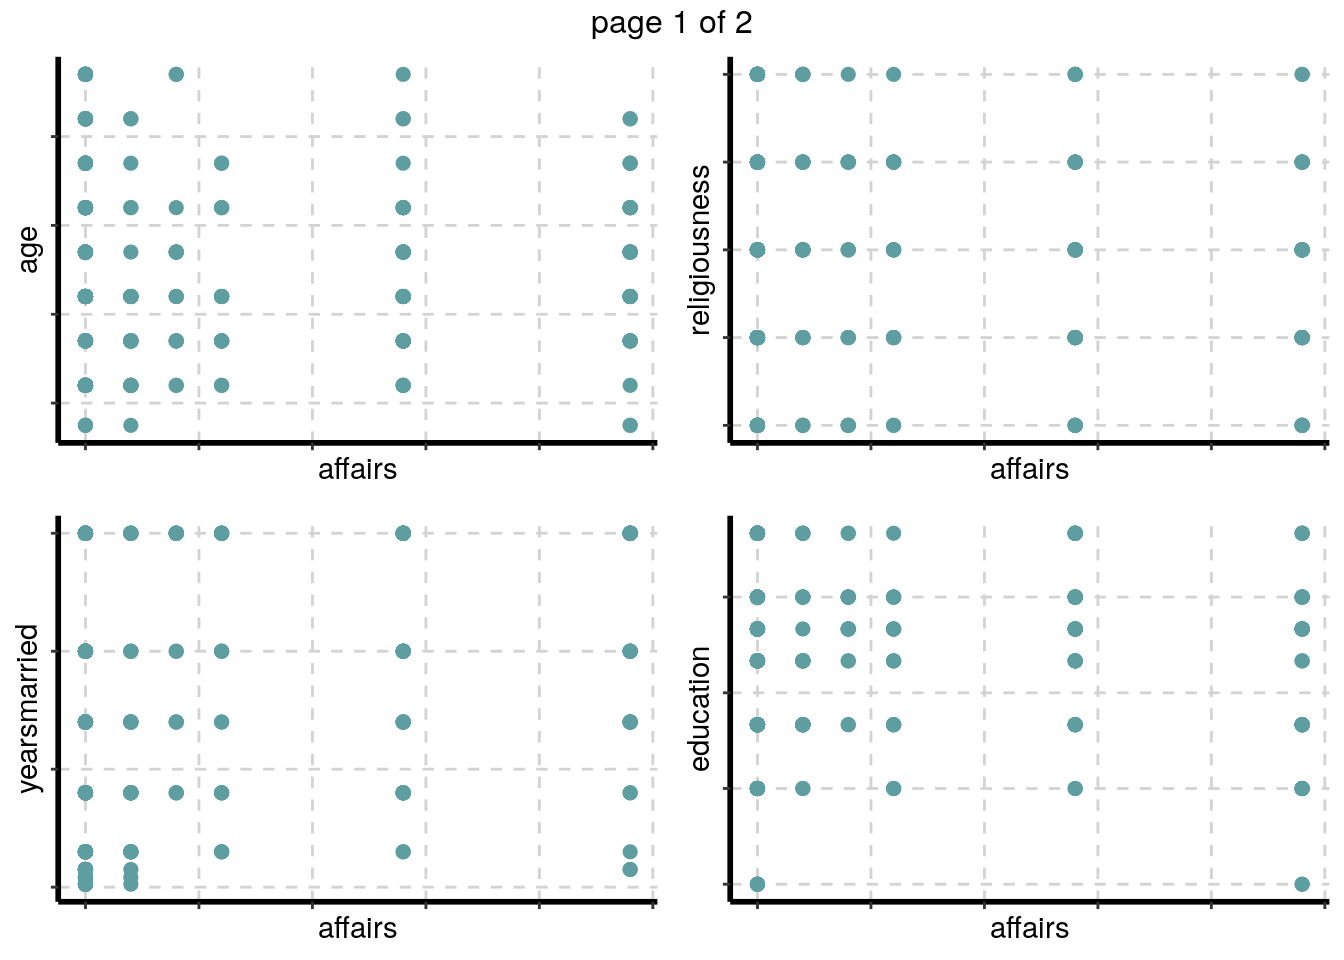 page 1 of 2
age
affairs
religiousness
affairs
yearsmarried
affairs
education
affairs